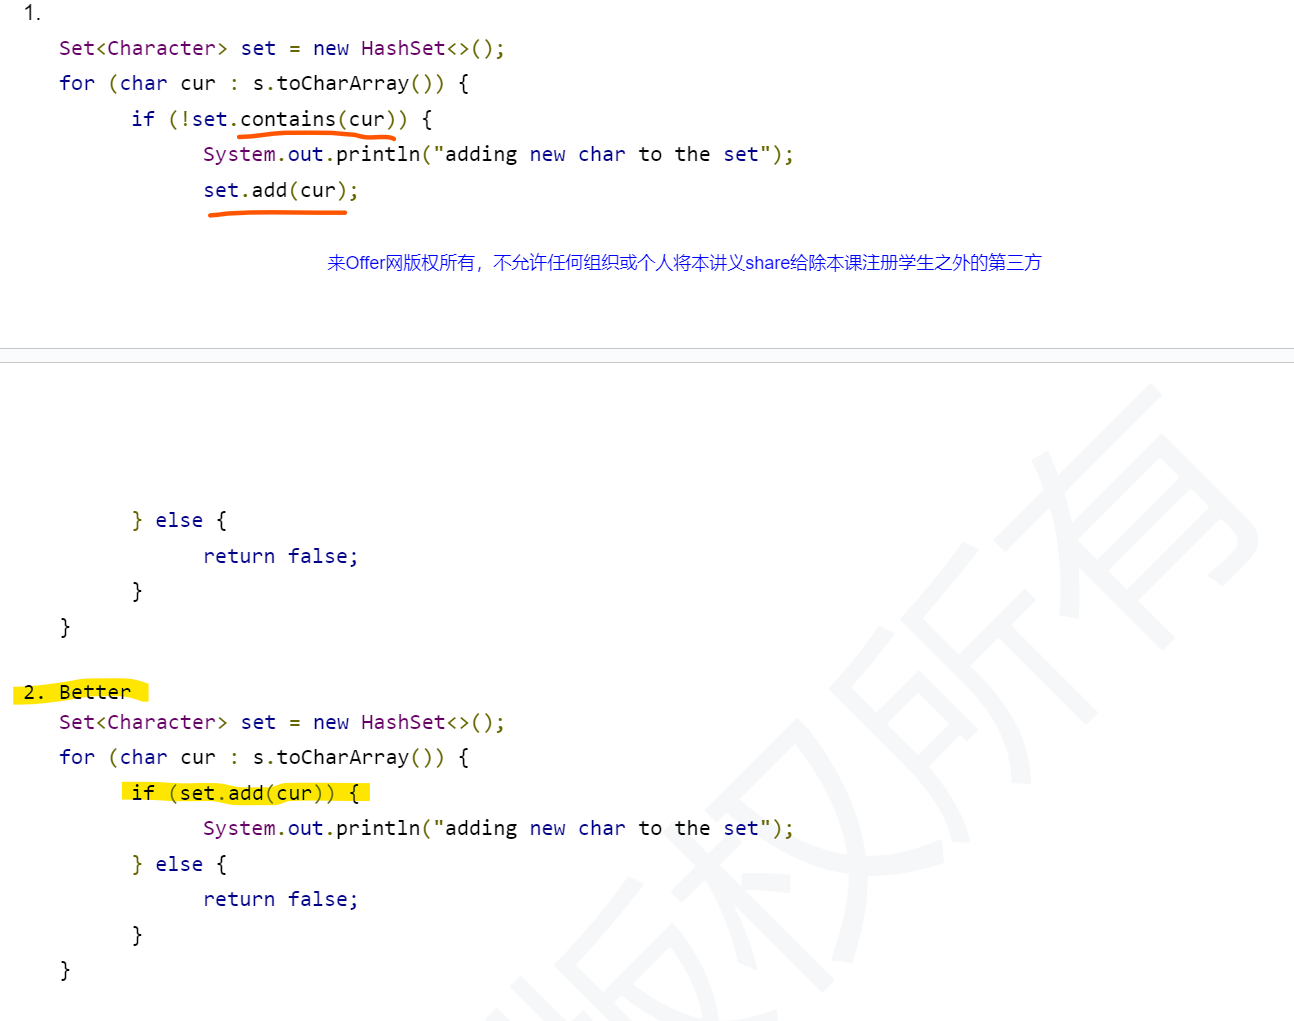 1.
Set<Character> set = new HashSet<>();
for (char cur : s.toCharArray()) {
if (!set.contains(cur)) {
System.out.println("adding new char to the set");
set.add(cur);
来Offer网版权所有，不允许任何组织或个人将本讲义share给除本课注册学生之外的第三方
} else {
return false;
}
}
2. Better
Set<Character> set = new HashSet<>();
for (char cur : s.toCharArray()) {
if (set.add(cur)) {
System.out.println("adding new char to the set");
} else {
return false;
}
}
版权所有